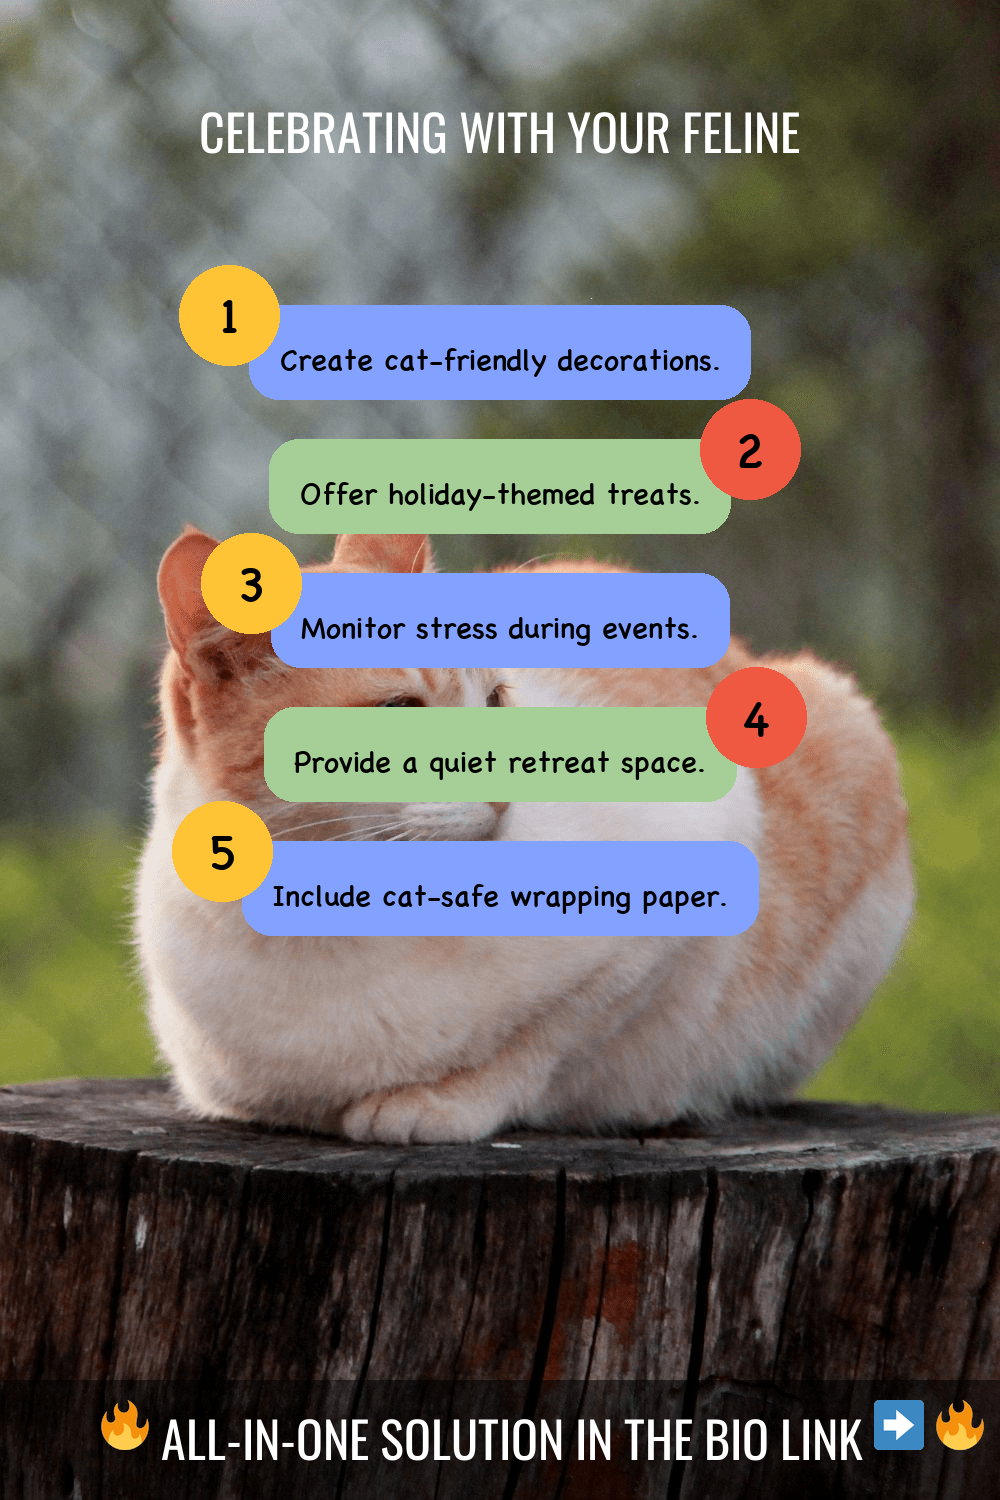 CELEBRATING WITH YOUR FELINE
1
Create cat-friendly decorations.
2
Offer holiday-themed treats.
3
Monitor stress during events.
4
Provide a quiet retreat space.
5
Include cat-safe wrapping paper.
🔥 ALL-IN-ONE SOLUTION IN THE BIO LINK ➡️ 🔥